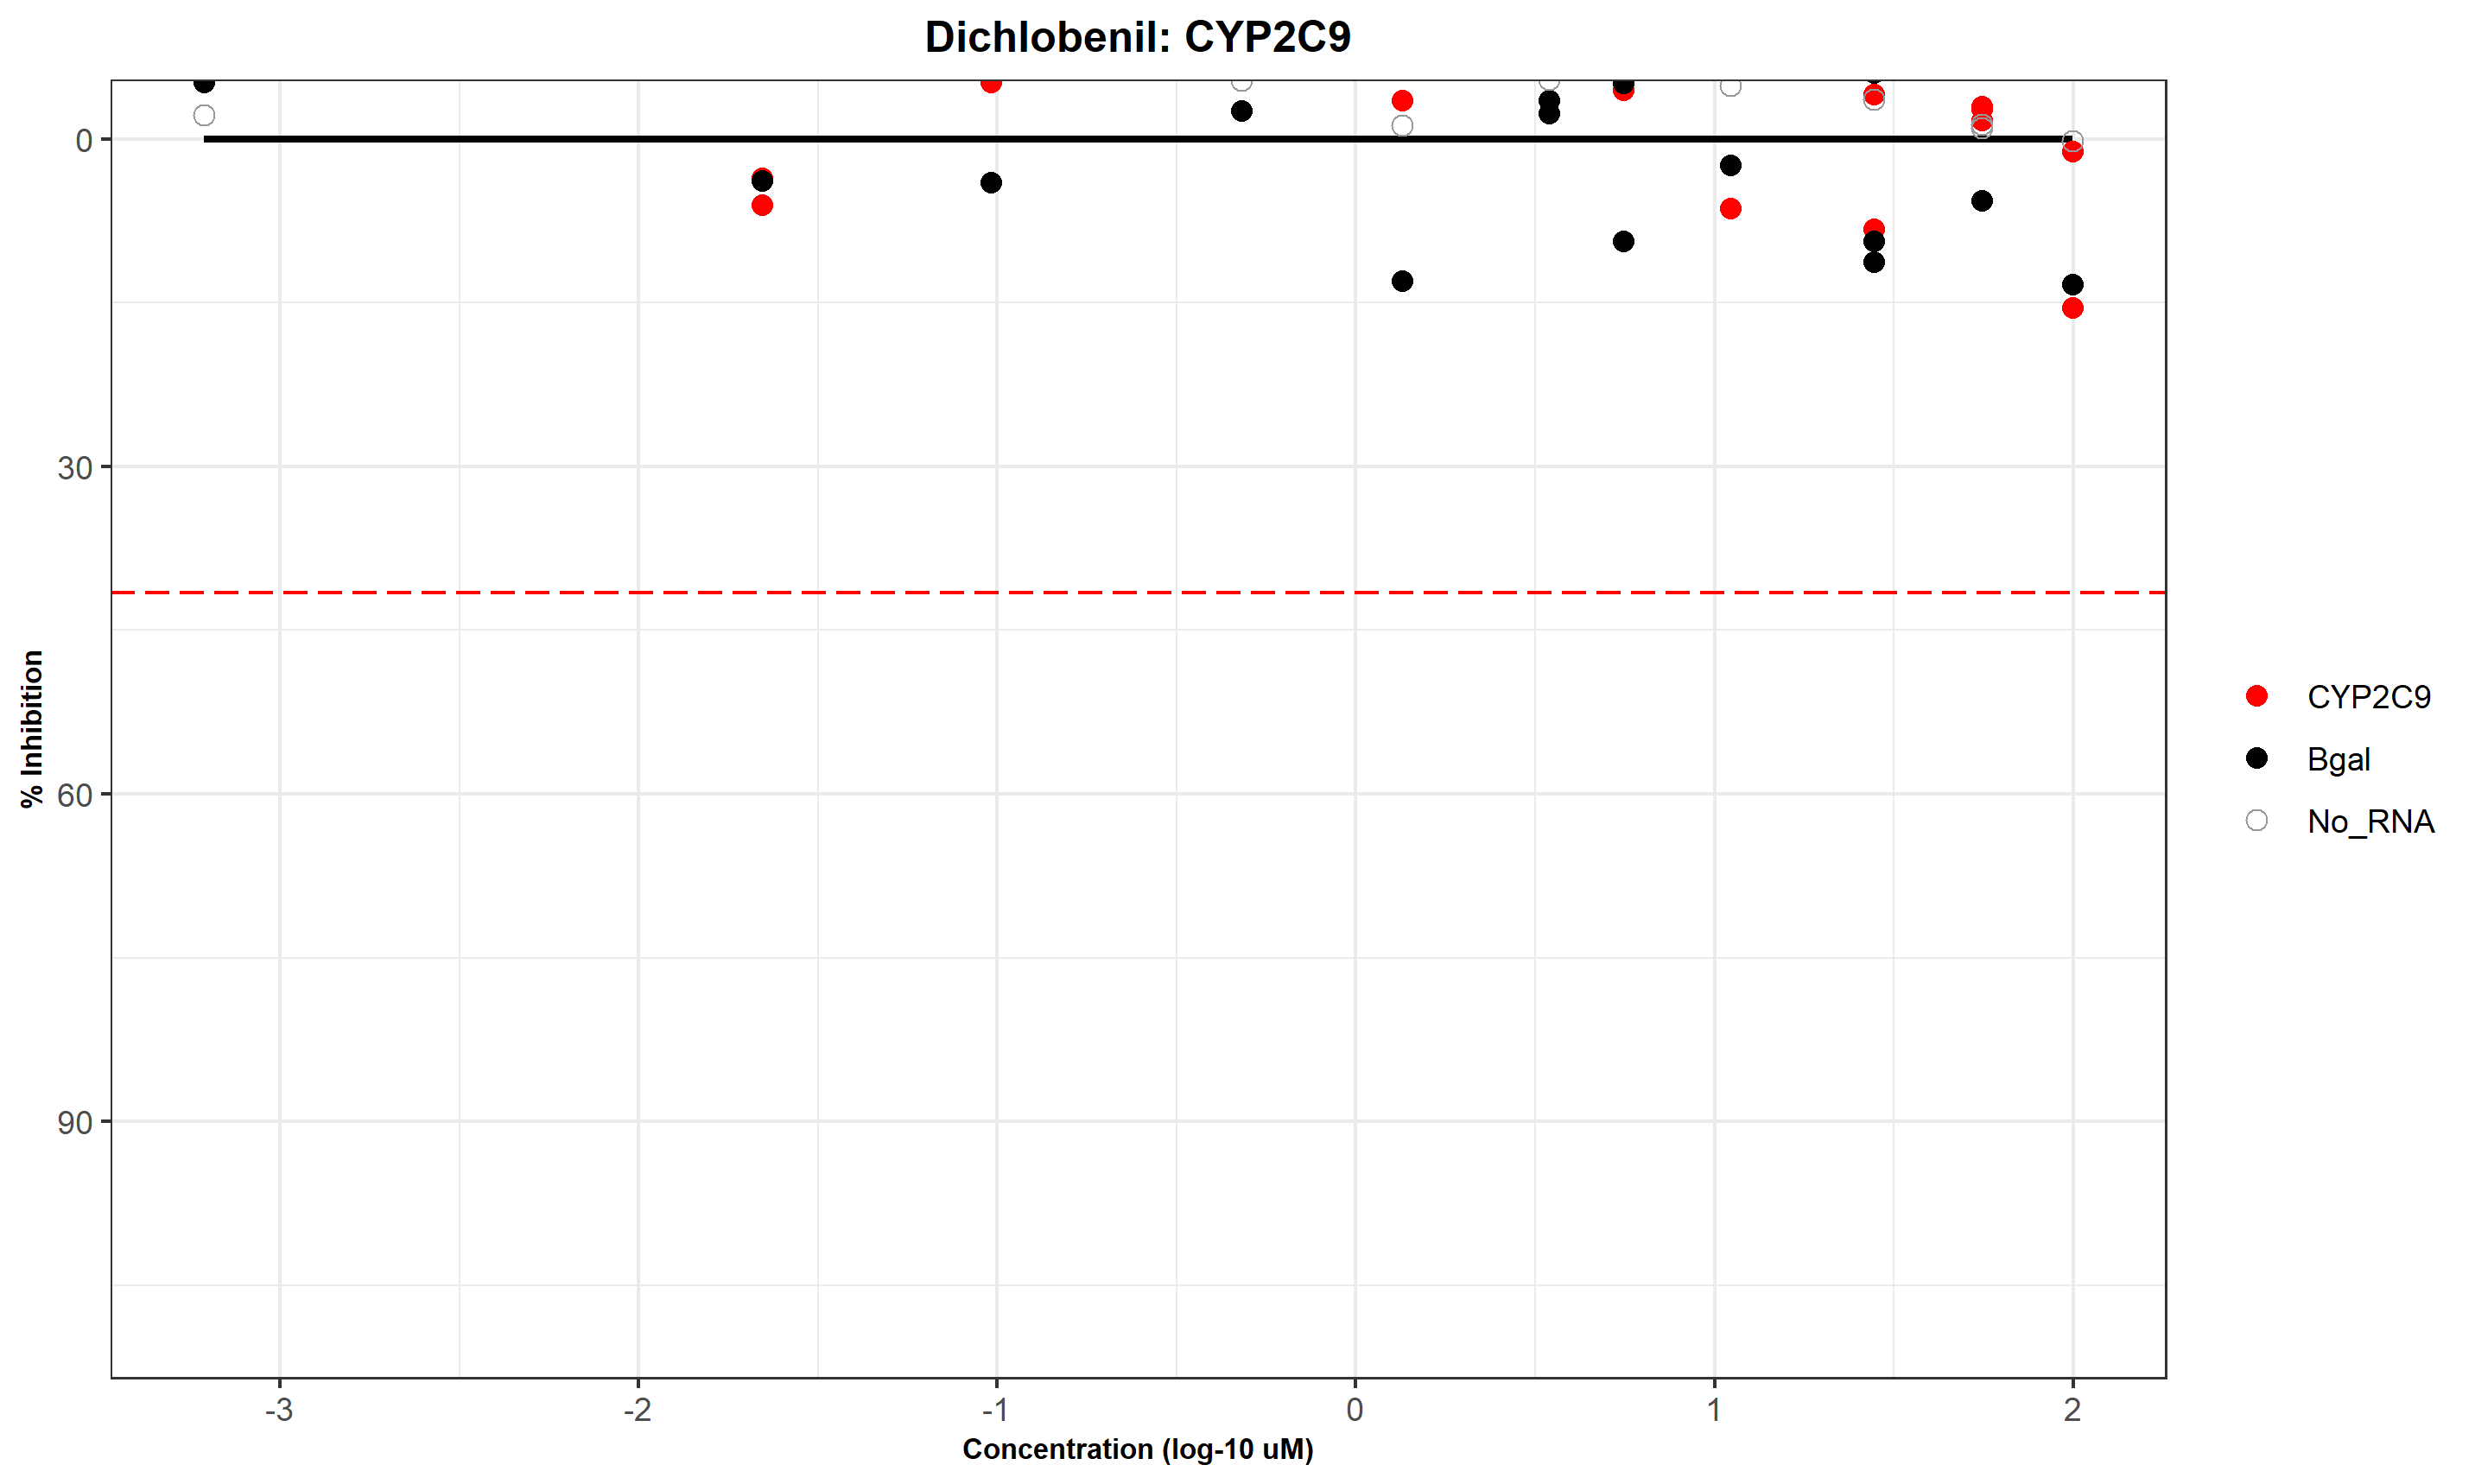 Dichlobenil: CYP2C9
0
30
60
90
% Inhibition
-3
-2
-1
0
1
2
Concentration (log-10 uM)
CYP2C9
Bgal
No_RNA